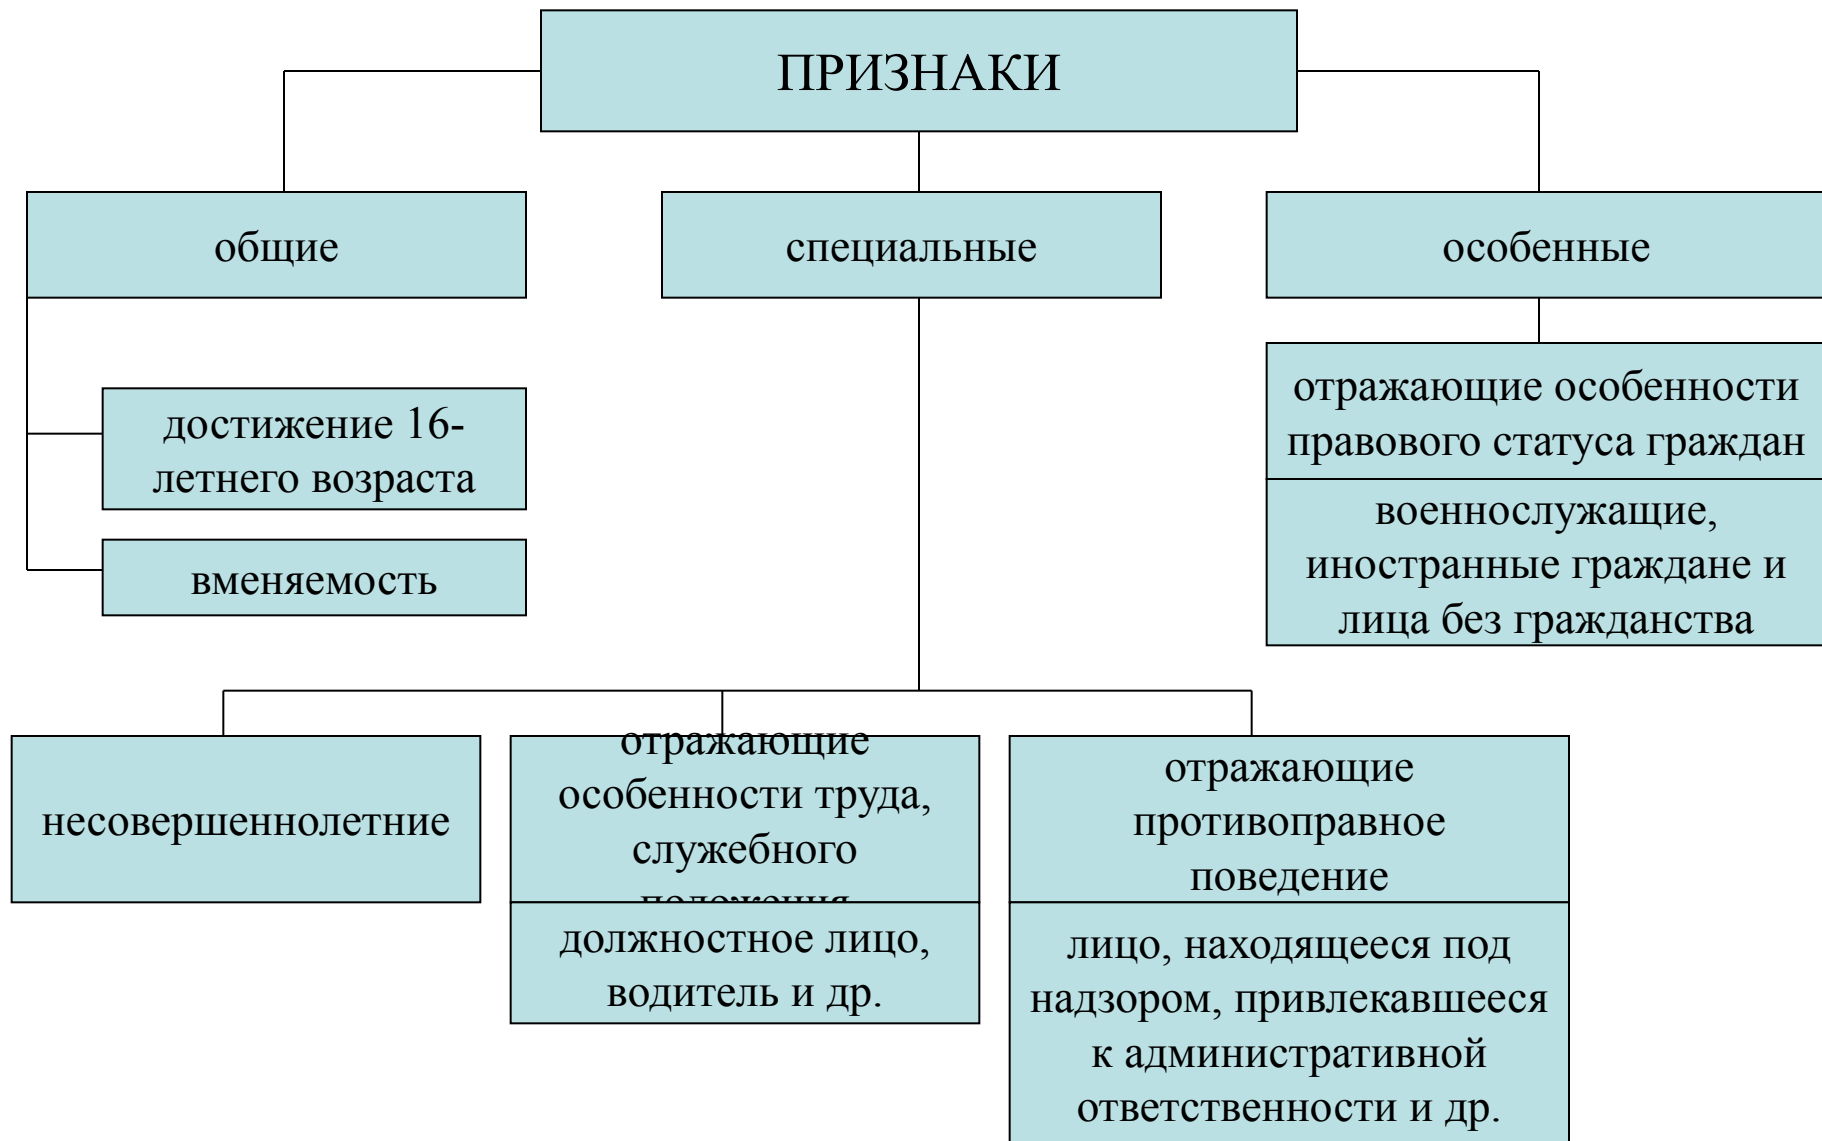 ПРИЗНАКИ
общие
специальные
особенные
достижение 16-
летнего возраста
вменяемость
отражающие особенности
правового статуса граждан
военнослужащие,
иностранные граждане и
лица без гражданства
несовершеннолетние
отражающие
особенности труда,
служебного
положения
должностное лицо,
водитель и др.
отражающие
противоправное
поведение
лицо, находящееся под
надзором, привлекавшееся
к административной
ответственности и др.